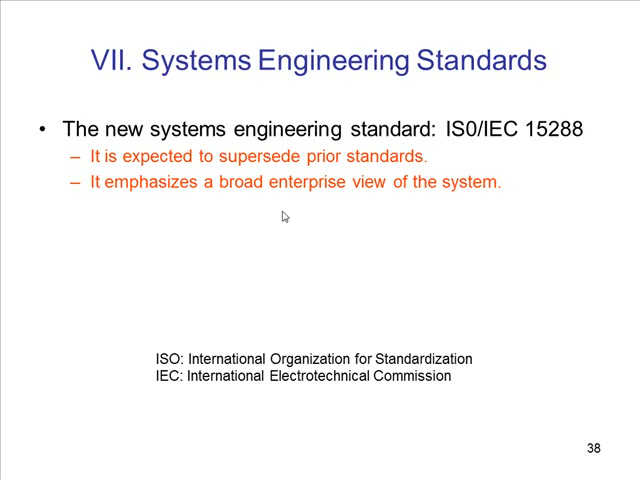 VII. Systems Engineering Standards
• The new systems engineering standard: IS0/IEC 15288
– It is expected to supersede prior standards.
– It emphasizes a broad enterprise view of the system.
ISO: International Organization for Standardization
IEC: International Electrotechnical Commission
38